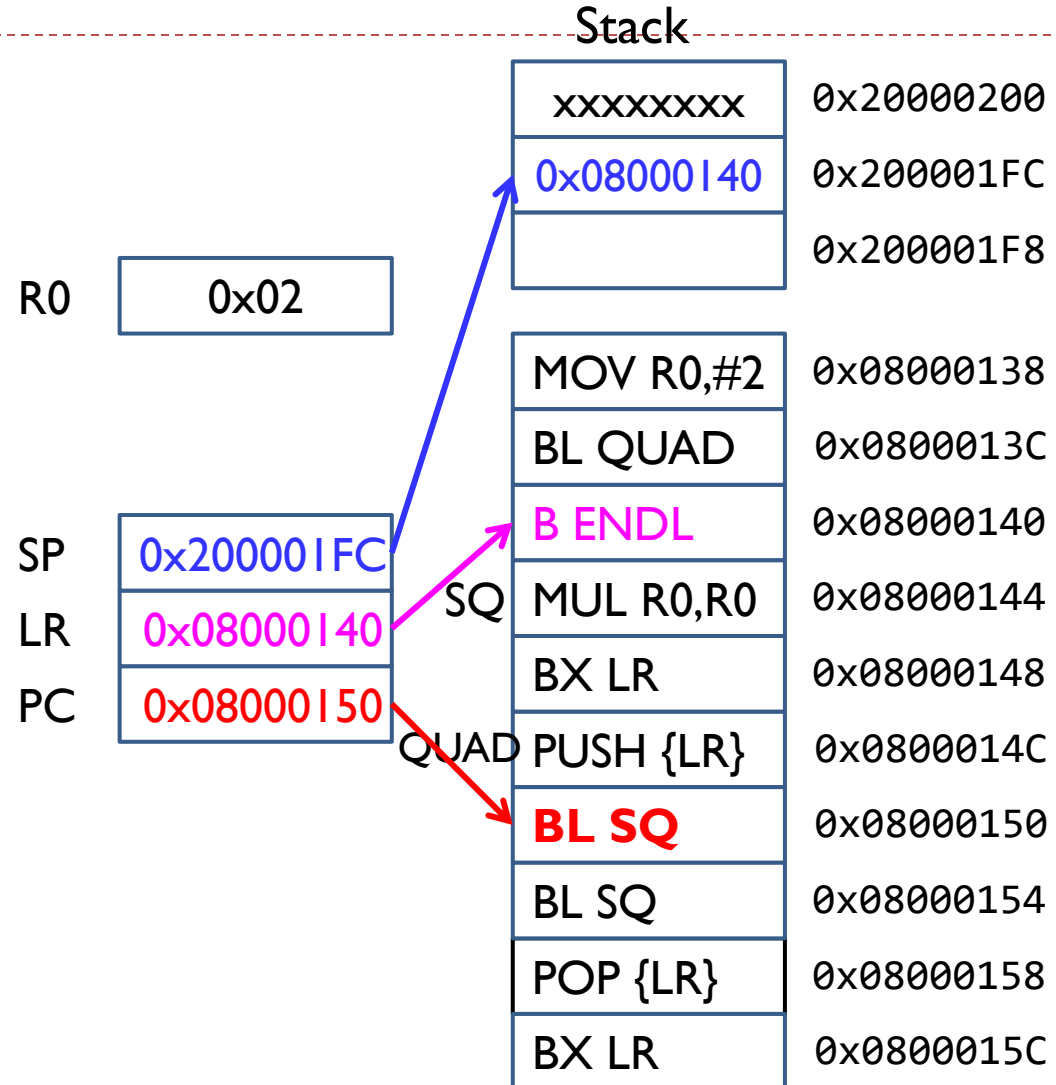 Stack
xxxxxxxx 0x20000200
0x08000140 0x200001FC
0x200001F8
R0 0x02
MOV R0,#2 0x08000138
BL QUAD 0x0800013C
B ENDL 0x08000140
SP 0x200001FC
SQ MUL R0,R0 0x08000144
LR 0x08000140
BX LR 0x08000148
PC 0x08000150
QUAD PUSH {LR} 0x0800014C
BL SQ 0x08000150
BL SQ 0x08000154
POP {LR} 0x08000158
BX LR 0x0800015C